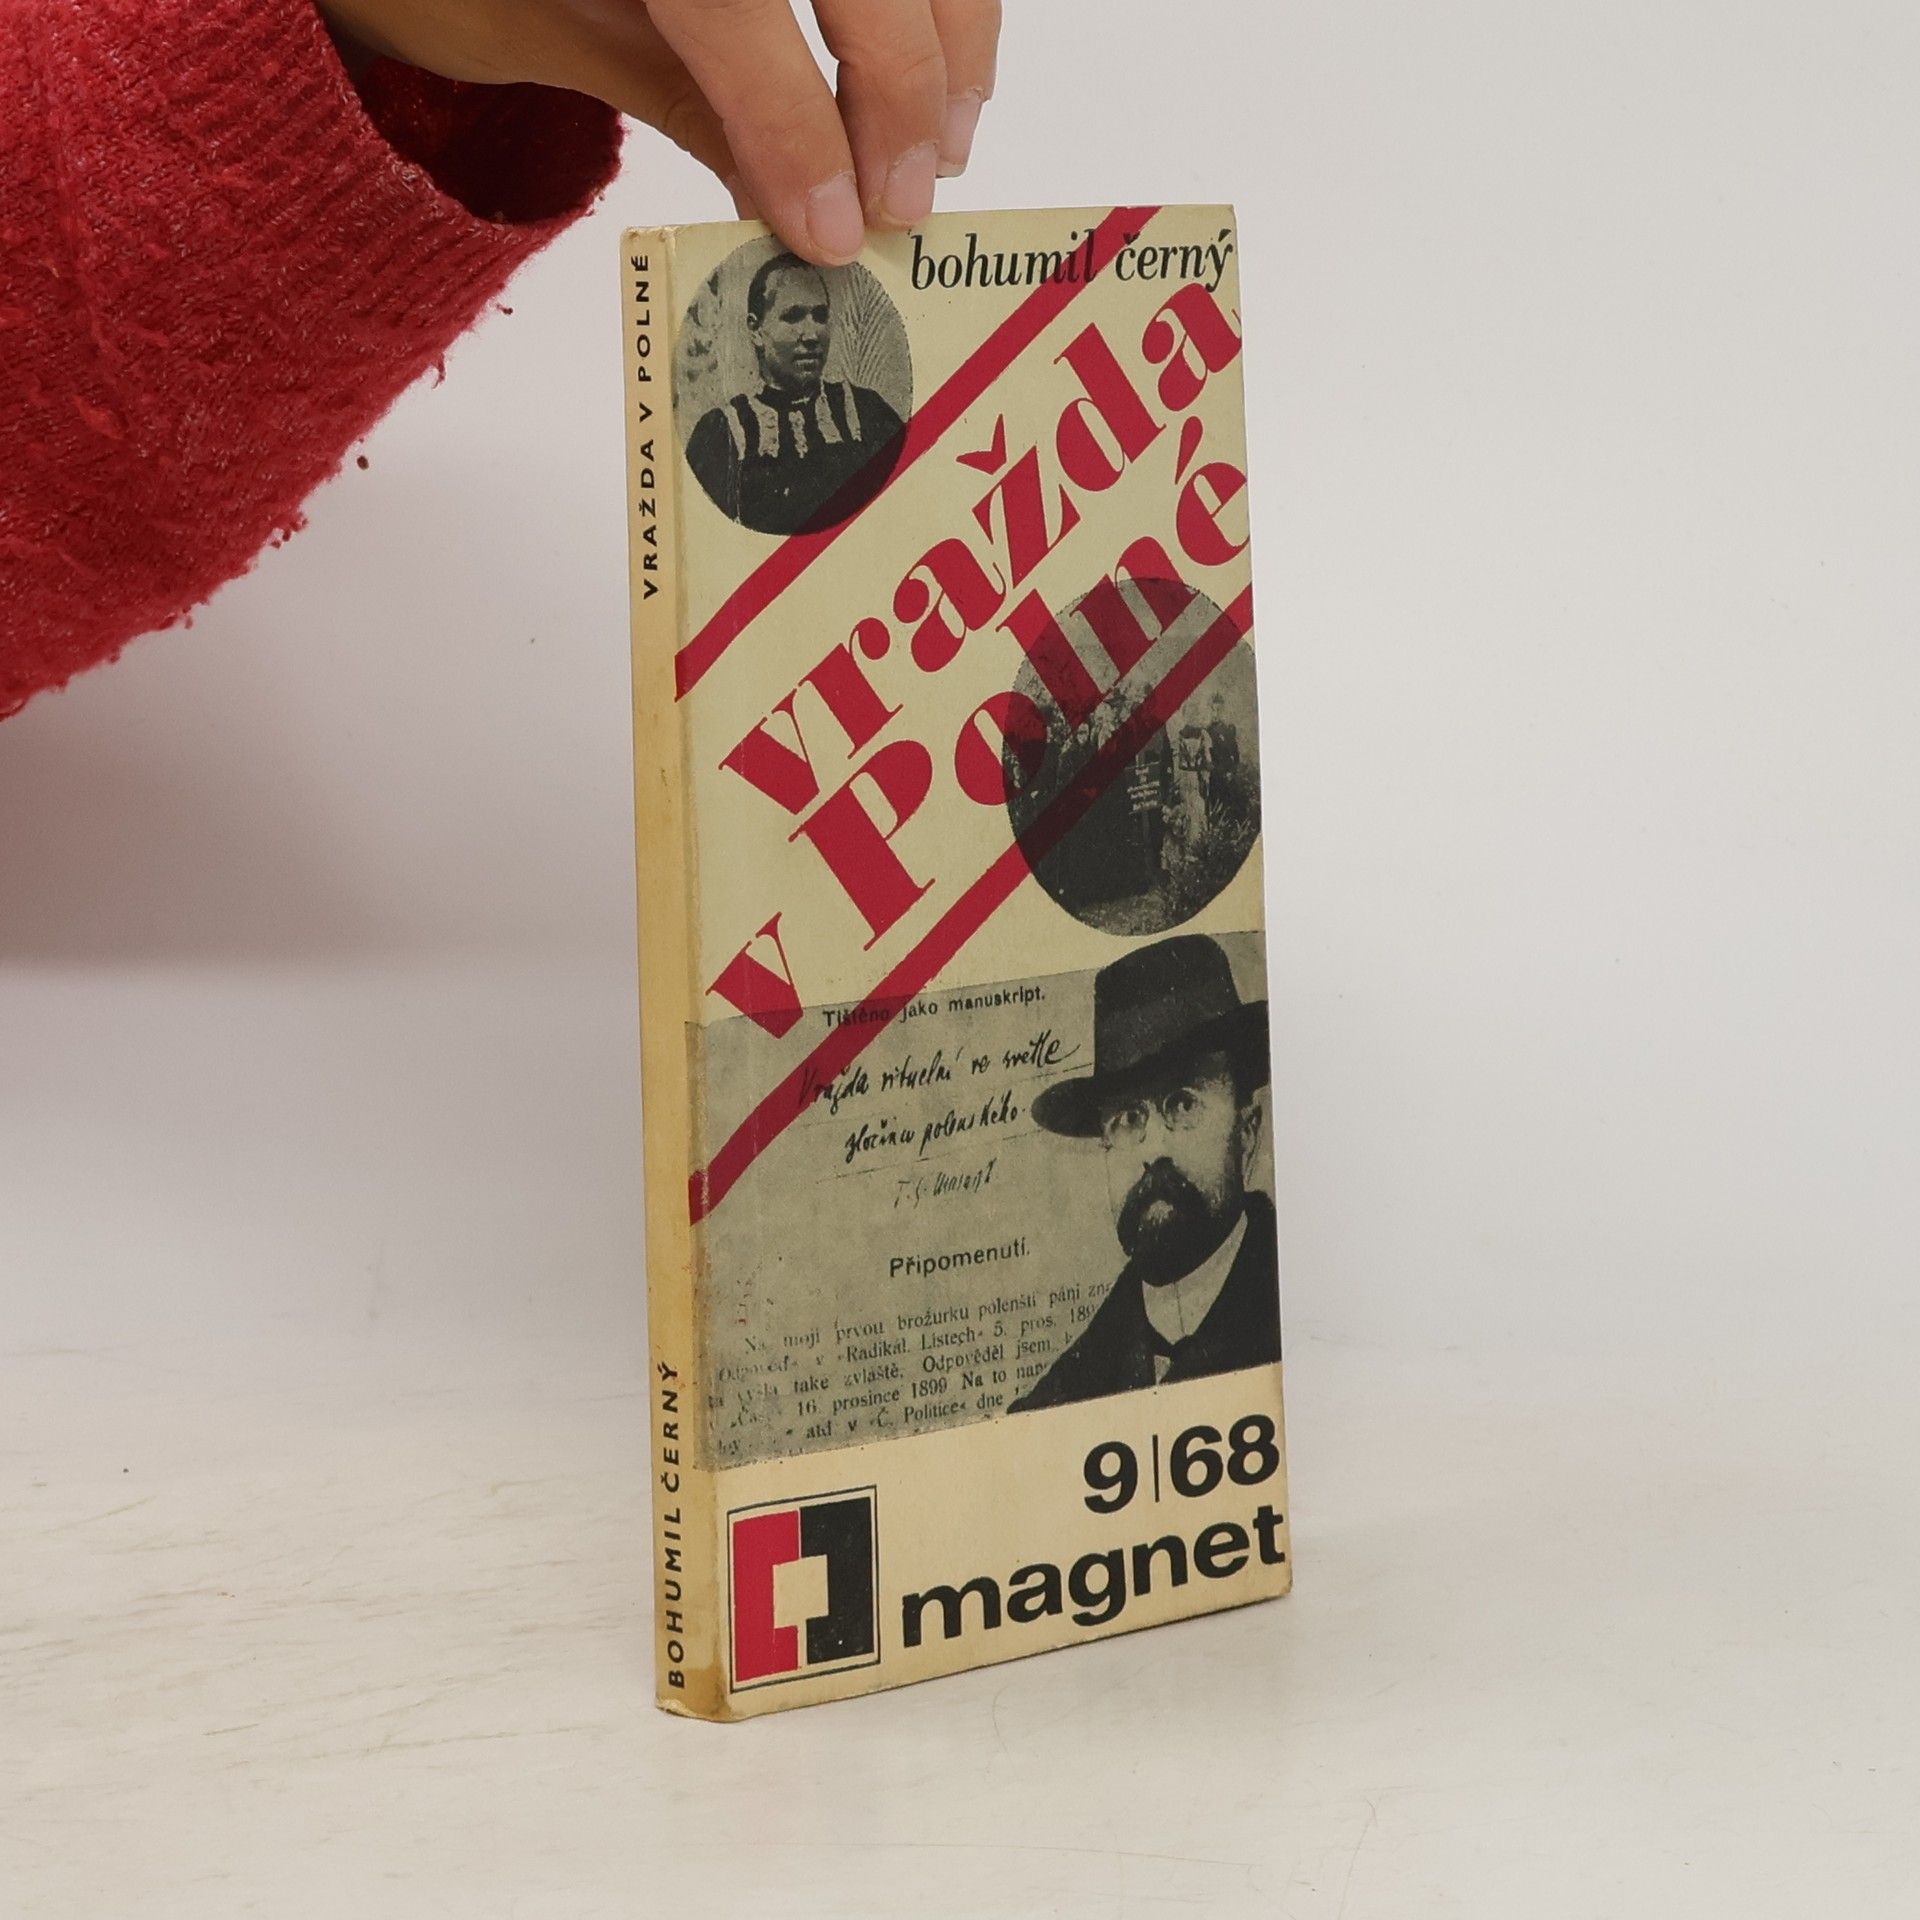 VRAŽDA V POLNÉ
BOHUMIL ČERNÝ
bohumil černý
vražda
v Polné
Tištěno jako manuskript.
Vražda rituelní ve světle
zločinu polenského.
T. G. Masaryk
Připomenutí.
Na moji prvou brožurku polenští páni
v »Radikál. Listech« 5. pros.
také zvláště. Odpověděl jsem
16. prosince 1899 Na to
v »Č. Politice« dne
9|68
magnet